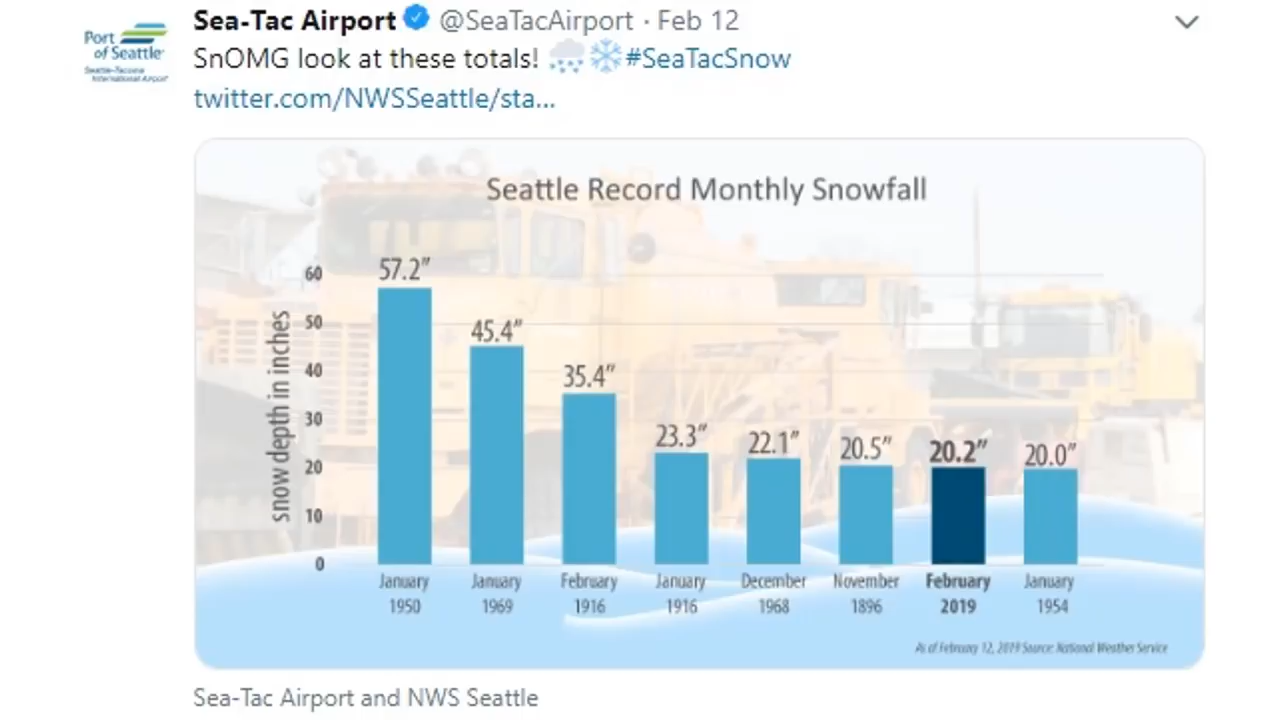 Port
of Seattle
Seattle-Tacoma
International Airport
Sea-Tac Airport @SeaTacAirport · Feb 12
SnOMG look at these totals! #SeaTacSnow
twitter.com/NWSSeattle/sta...
Seattle Record Monthly Snowfall
snow depth in inches
60
50
40
30
20
10
0
57.2"
45.4"
35.4"
23.3"
22.1"
20.5"
20.2"
20.0"
January
1950
January
1969
February
1916
January
1916
December
1968
November
1896
February
2019
January
1954
As of February 12, 2019 Source: National Weather Service
Sea-Tac Airport and NWS Seattle